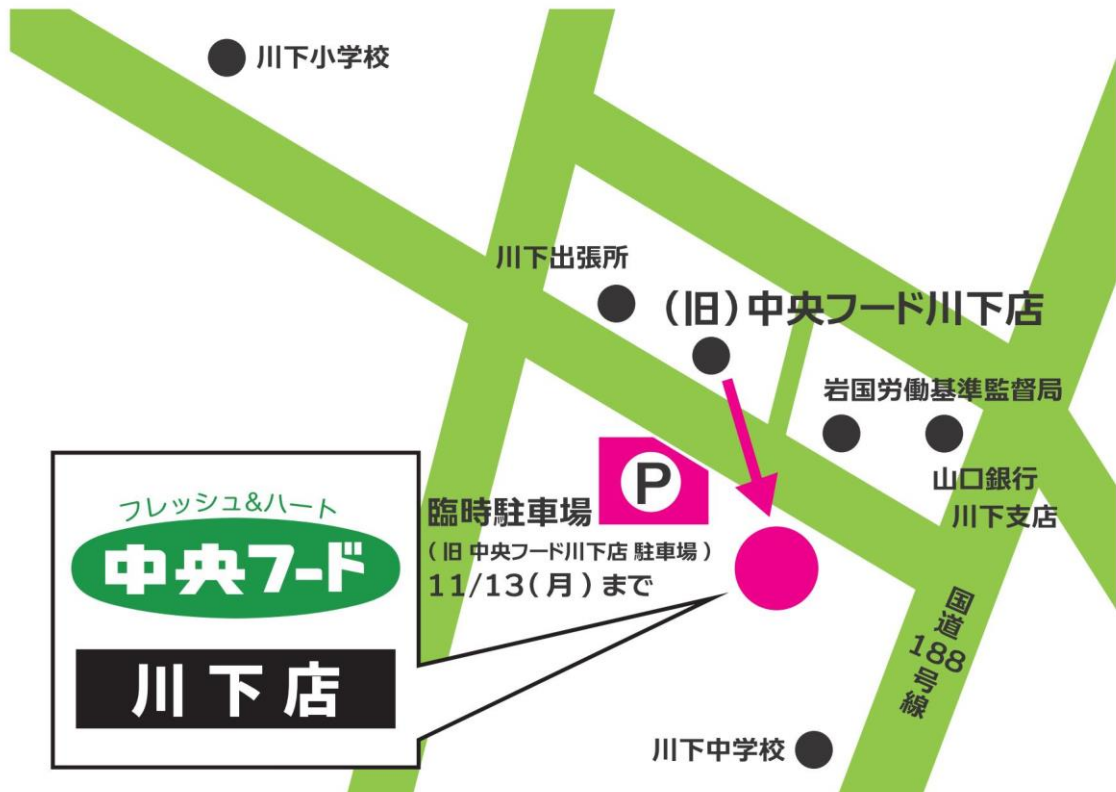 川下小学校
川下出張所
(旧)中央フード川下店
岩国労働基準監督局
山口銀行
川下支店
P
臨時駐車場
(旧 中央フード川下店 駐車場)
11/13(月)まで
フレッシュ&ハート
中央フード
川下店
国道188号線
川下中学校